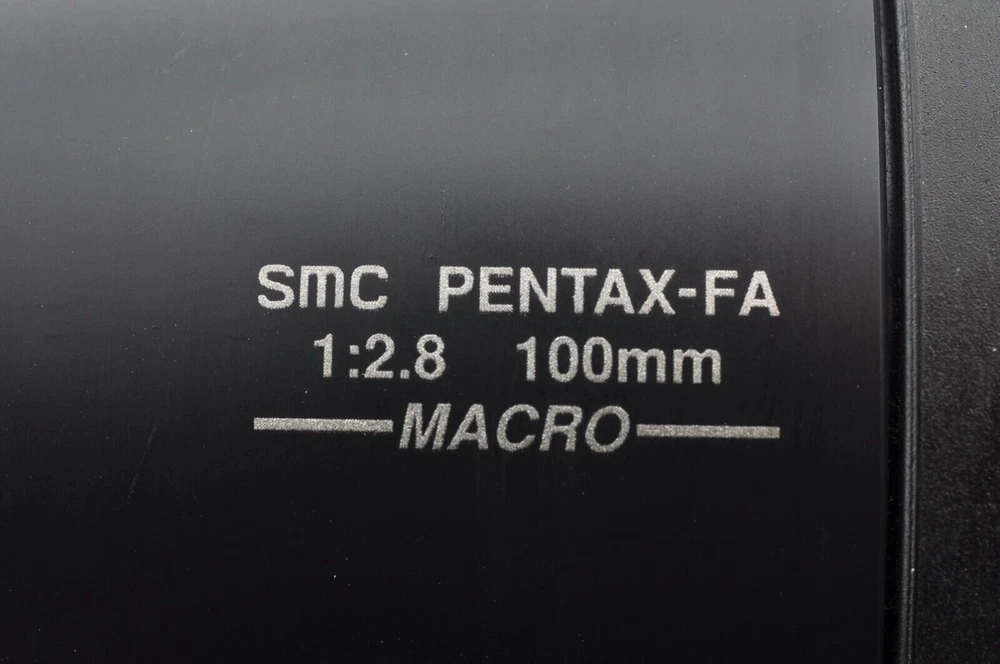 SMC PENTAX-FA
1:2.8 100mm
MACRO